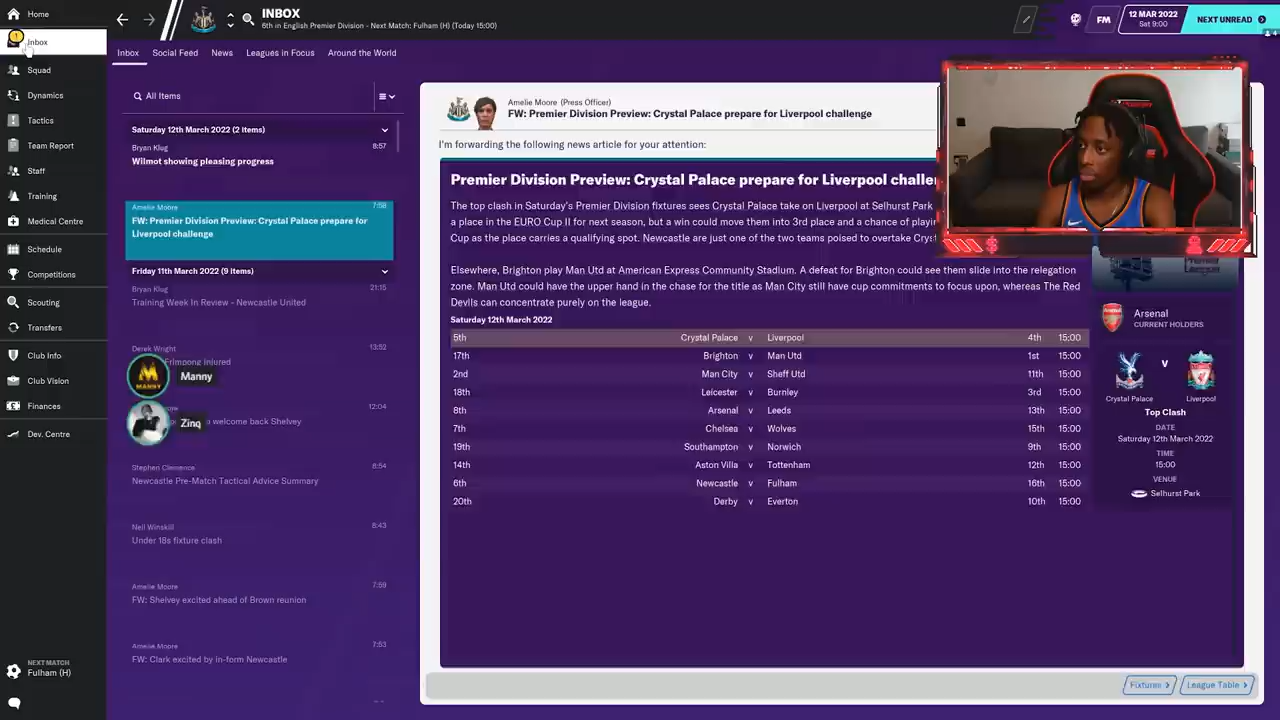 Home
Inbox
Squad
Dynamics
Tactics
Team Report
Staff
Training
Medical Centre
Schedule
Competitions
Scouting
Transfers
Club Info
Club Vision
Finances
Dev. Centre
NEXT MATCH
Fulham (H)
INBOX
6th in English Premier Division - Next Match: Fulham (H) (Today 15:00)
FM
12 MAR 2022
Sat 9:00
NEXT UNREAD
4
Inbox Social Feed News Leagues in Focus Around the World
All Items
Saturday 12th March 2022 (2 items)
Bryan Klug 8:57
Wilmot showing pleasing progress
Amelie Moore 7:58
FW: Premier Division Preview: Crystal Palace prepare for
Liverpool challenge
Friday 11th March 2022 (9 items)
Bryan Klug 21:15
Training Week In Review - Newcastle United
Derek Wright 13:52
Frimpong injured
Manny
12:04
welcome back Shelvey
Zinq
Stephen Clemence 8:54
Newcastle Pre-Match Tactical Advice Summary
Neil Winskill 8:43
Under 18s fixture clash
Amelie Moore 7:59
FW: Shelvey excited ahead of Brown reunion
Amelie Moore 7:53
FW: Clark excited by in-form Newcastle
Amelie Moore (Press Officer)
FW: Premier Division Preview: Crystal Palace prepare for Liverpool challenge
I'm forwarding the following news article for your attention:
Premier Division Preview: Crystal Palace prepare for Liverpool challer
The top clash in Saturday's Premier Division fixtures sees Crystal Palace take on Liverpool at Selhurst Park
a place in the EURO Cup II for next season, but a win could move them into 3rd place and a chance of playin
Cup as the place carries a qualifying spot. Newcastle are just one of the two teams poised to overtake Crys
Elsewhere, Brighton play Man Utd at American Express Community Stadium. A defeat for Brighton could see them slide into the relegation
zone. Man Utd could have the upper hand in the chase for the title as Man City still have cup commitments to focus upon, whereas The Red
Devils can concentrate purely on the league.
Saturday 12th March 2022
5th Crystal Palace v Liverpool 4th 15:00
17th Brighton v Man Utd 1st 15:00
2nd Man City v Sheff Utd 11th 15:00
18th Leicester v Burnley 3rd 15:00
8th Arsenal v Leeds 13th 15:00
7th Chelsea v Wolves 15th 15:00
19th Southampton v Norwich 9th 15:00
14th Aston Villa v Tottenham 12th 15:00
6th Newcastle v Fulham 16th 15:00
20th Derby v Everton 10th 15:00
Arsenal
CURRENT HOLDERS
V
Crystal Palace Liverpool
Top Clash
DATE
Saturday 12th March 2022
TIME
15:00
VENUE
Selhurst Park
Fixtures >
League Table >